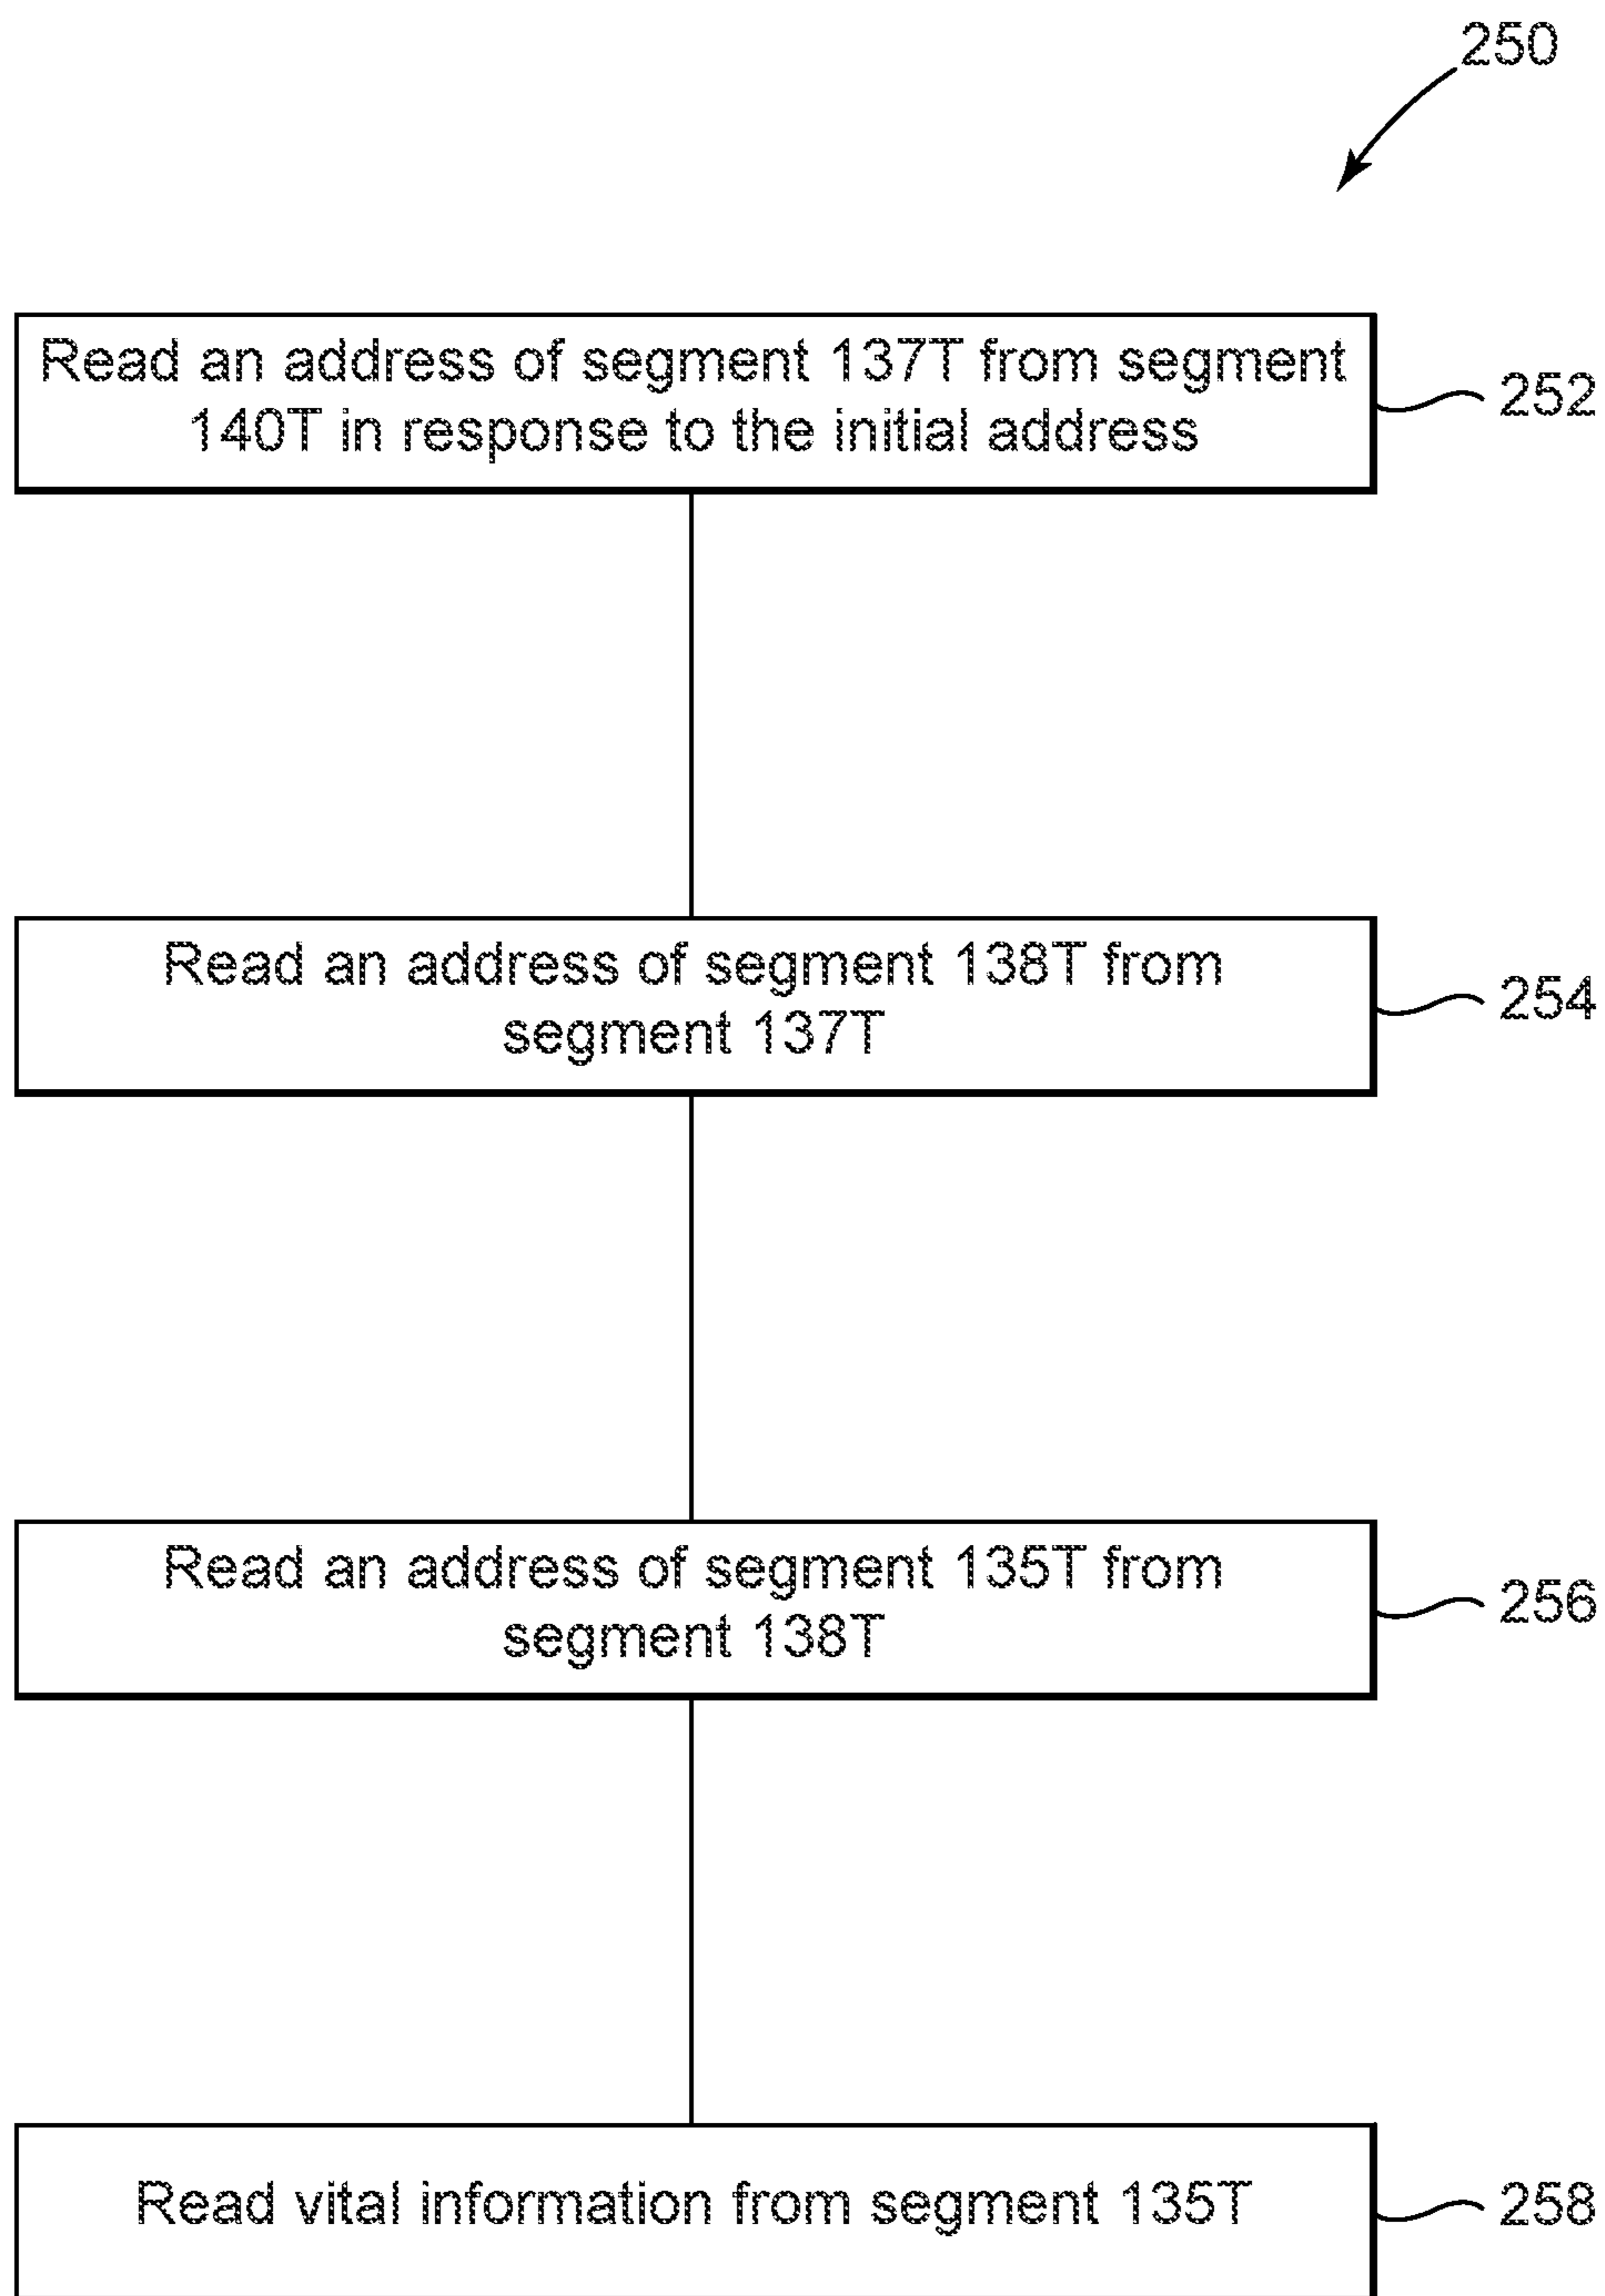 250
Read an address of segment 137T from segment
140T in response to the initial address
252
Read an address of segment 138T from
segment 137T
254
Read an address of segment 135T from
segment 138T
256
Read vital information from segment 135T
258